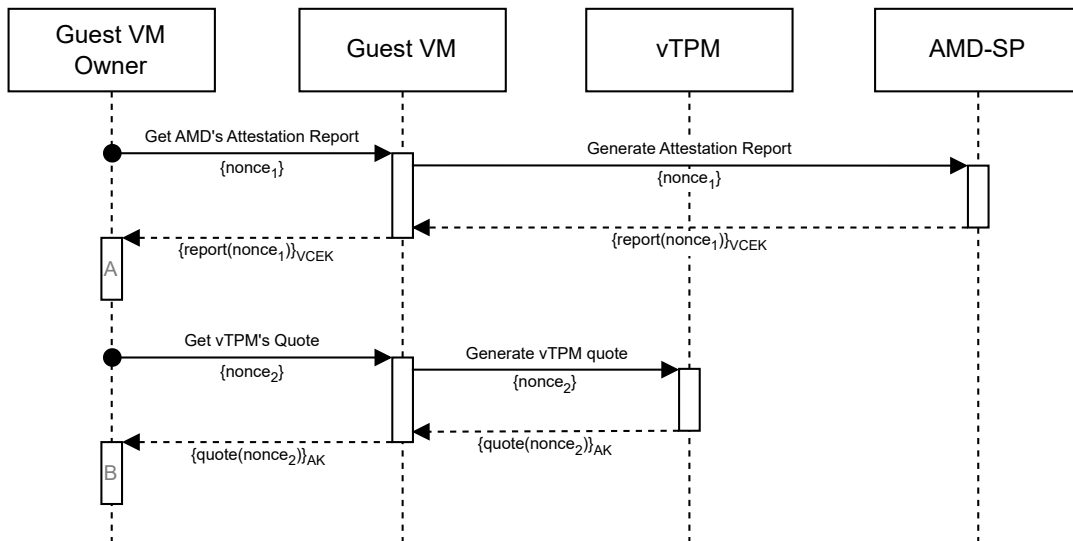 Guest VM
Owner
Guest VM
vTPM
AMD-SP
Get AMD's Attestation Report
{nonce₁}
Generate Attestation Report
{nonce₁}
{report(nonce₁)}VCEK
{report(nonce₁)}VCEK
A
Get vTPM's Quote
{nonce₂}
Generate vTPM quote
{nonce₂}
{quote(nonce₂)}AK
{quote(nonce₂)}AK
B